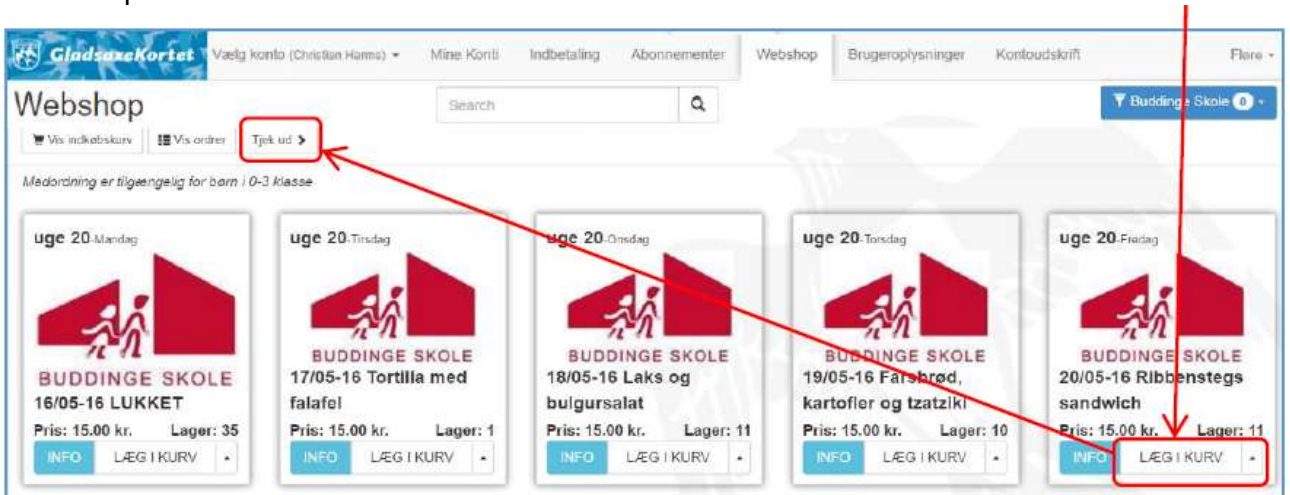 GladsaxeKortet Vælg konto (Christian Harms) Mine Konti Indbetaling Abonnementer Webshop Brugeroplysninger Kontoudskrift Flere
Webshop Search Buddinge Skole 0
Vis indkøbskurv Vis ordrer Tjek ud
Madordning er tilgængelig for børn i 0-3 klasse
uge 20-Mandag
BUDDINGE SKOLE
16/05-16 LUKKET
Pris: 15.00 kr. Lager: 35
INFO LÆG I KURV
uge 20-Tirsdag
BUDDINGE SKOLE
17/05-16 Tortilla med
falafel
Pris: 15.00 kr. Lager: 1
INFO LÆG I KURV
uge 20-Onsdag
BUDDINGE SKOLE
18/05-16 Laks og
bulgursalat
Pris: 15.00 kr. Lager: 11
INFO LÆG I KURV
uge 20-Torsdag
BUDDINGE SKOLE
19/05-16 Farsbrød,
kartofler og tzatziki
Pris: 15.00 kr. Lager: 10
INFO LÆG I KURV
uge 20-Fredag
BUDDINGE SKOLE
20/05-16 Ribbenstegs
sandwich
Pris: 15.00 kr. Lager: 11
INFO LÆG I KURV